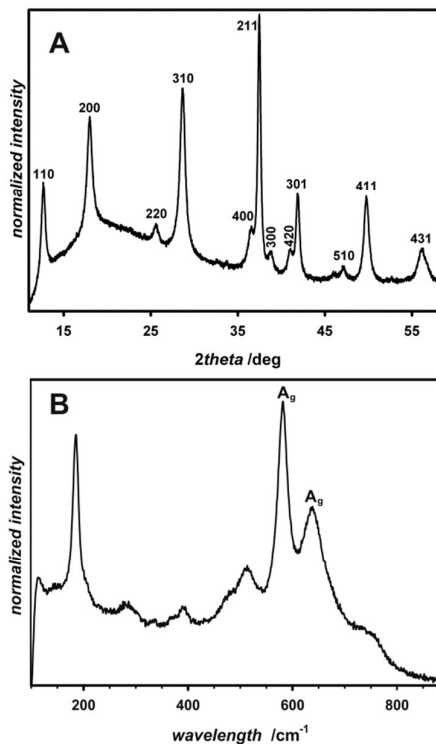 A
normalized intensity
110
200
220
310
400
211
300
420
301
510
411
431
15
25
35
45
55
2theta /deg
B
normalized intensity
Ag
Ag
200
400
600
800
wavelength /cm-1